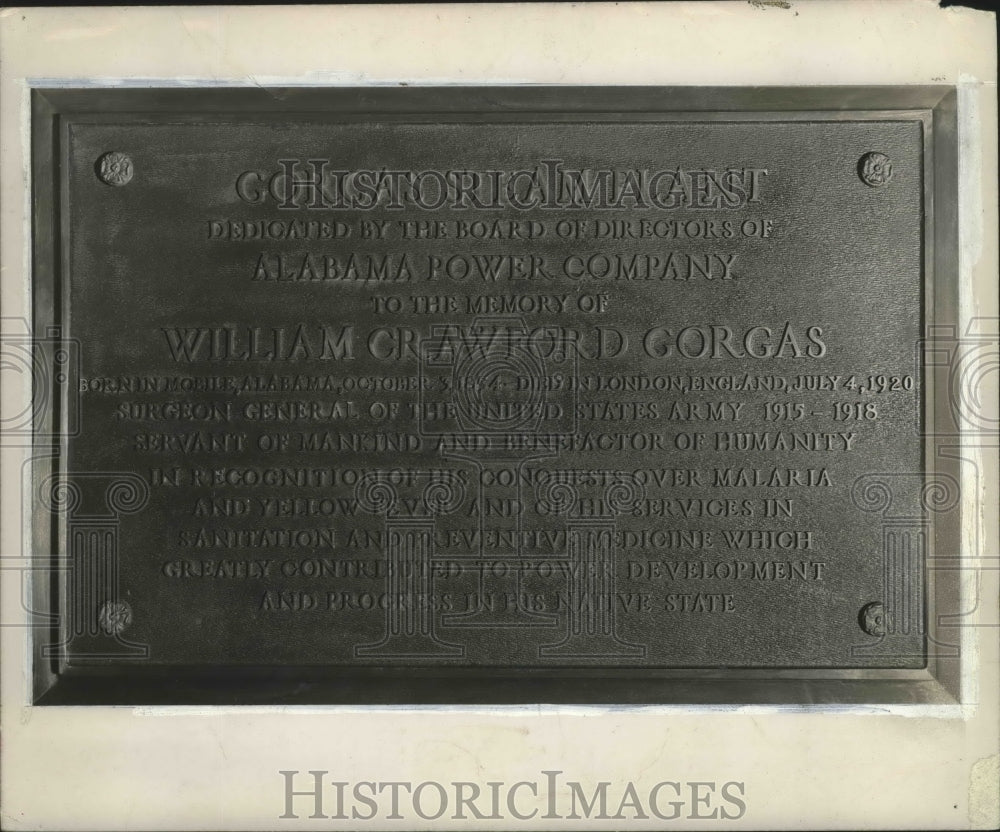 GORGAS STEAM PLANT
DEDICATED BY THE BOARD OF DIRECTORS OF
ALABAMA POWER COMPANY
TO THE MEMORY OF
WILLIAM CRAWFORD GORGAS
BORN IN MOBILE, ALABAMA, OCTOBER 3, 1854 - DIED IN LONDON, ENGLAND, JULY 4, 1920
SURGEON GENERAL OF THE UNITED STATES ARMY 1915 - 1918
SERVANT OF MANKIND AND BENEFACTOR OF HUMANITY
IN RECOGNITION OF HIS CONQUESTS OVER MALARIA
AND YELLOW FEVER AND OF HIS SERVICES IN
SANITATION AND PREVENTIVE MEDICINE WHICH
GREATLY CONTRIBUTED TO POWER DEVELOPMENT
AND PROGRESS IN HIS NATIVE STATE
HISTORICIMAGES
HISTORICIMAGES